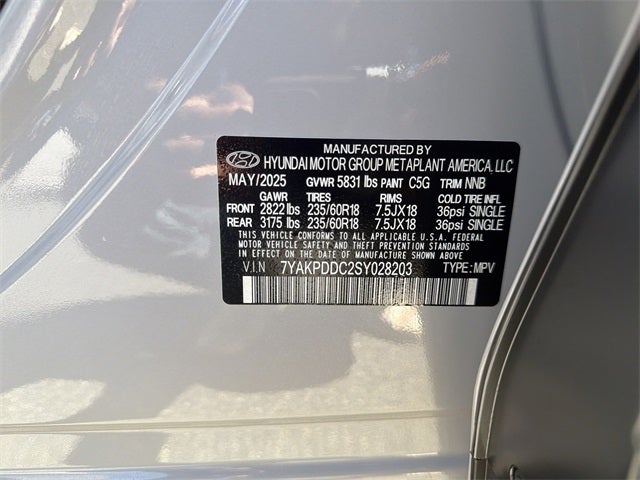 MANUFACTURED BY
HYUNDAI MOTOR GROUP METAPLANT AMERICA, LLC
MAY/2025 GVWR 5831 lbs PAINT C5G TRIM NNB
GAWR TIRES RIMS COLD TIRE INFL
FRONT 2822 lbs 235/60R18 7.5JX18 36psi SINGLE
REAR 3175 lbs 235/60R18 7.5JX18 36psi SINGLE
THIS VEHICLE CONFORMS TO ALL APPLICABLE U.S. FEDERAL
MOTOR VEHICLE SAFETY AND THEFT PREVENTION STANDARDS
IN EFFECT ON THE DATE OF MANUFACTURE SHOWN ABOVE.
V.I.N 7YAKPDDC2SY028203 TYPE: MPV